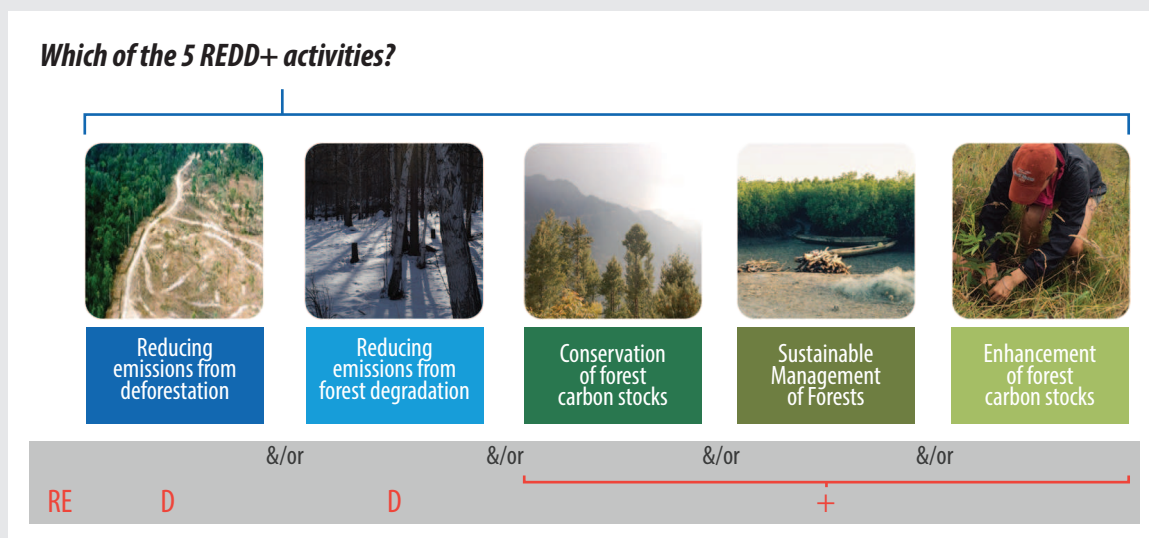 Which of the 5 REDD+ activities?
Reducing
emissions from
deforestation
Reducing
emissions from
forest degradation
Conservation
of forest
carbon stocks
Sustainable
Management
of Forests
Enhancement
of forest
carbon stocks
&/or &/or &/or &/or
RE D D +